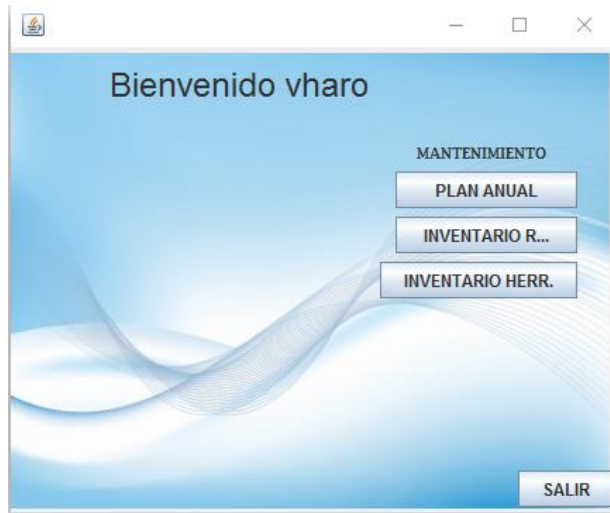 Bienvenido vharo
MANTENIMIENTO
PLAN ANUAL
INVENTARIO R...
INVENTARIO HERR.
SALIR